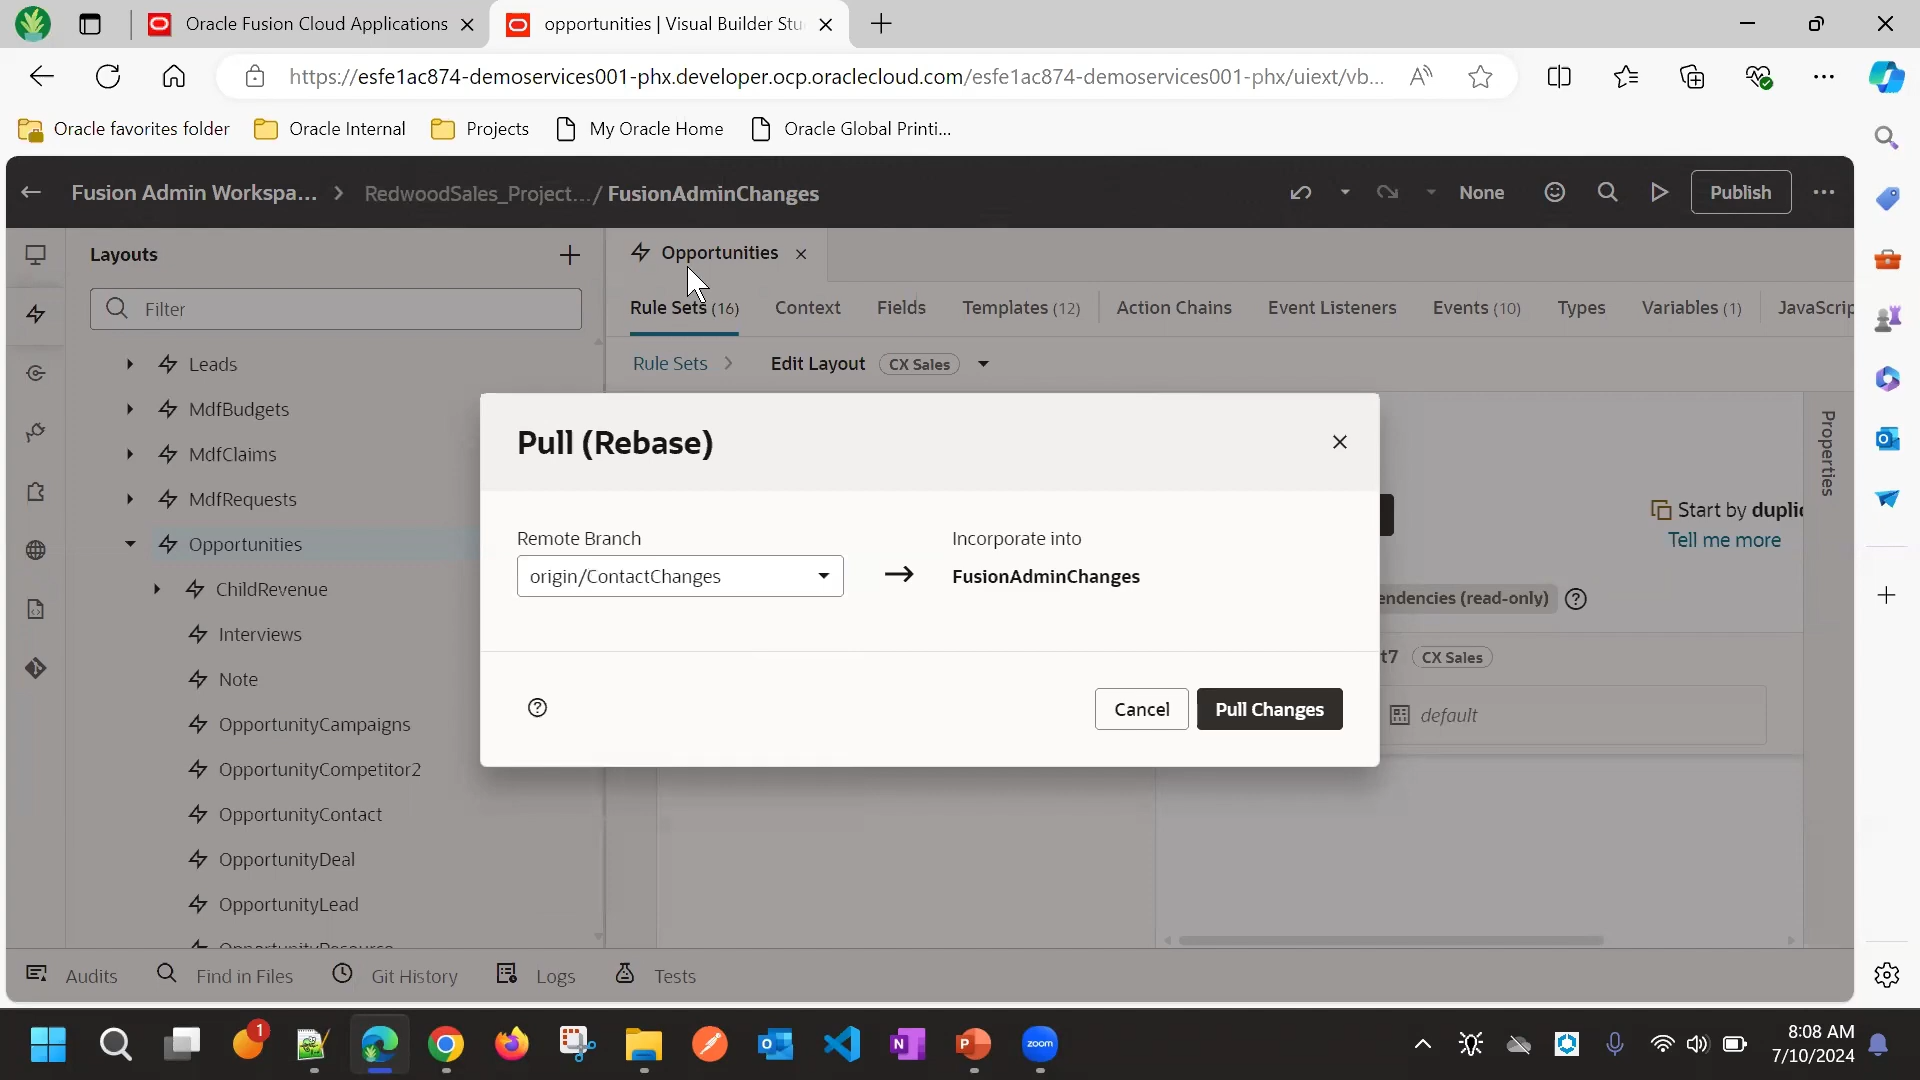 Oracle Fusion Cloud Applications
opportunities | Visual Builder Stu
https://esfe1ac874-demoservices001-phx.developer.ocp.oraclecloud.com/esfe1ac874-demoservices001-phx/uiext/vb...
Oracle favorites folder
Oracle Internal
Projects
My Oracle Home
Oracle Global Printi...
Fusion Admin Workspa... > RedwoodSales_Project... / FusionAdminChanges
None
Publish
Layouts
Opportunities
Filter
Rule Sets (16)
Context
Fields
Templates (12)
Action Chains
Event Listeners
Events (10)
Types
Variables (1)
JavaScrip
Rule Sets
Edit Layout
CX Sales
Leads
MdfBudgets
MdfClaims
MdfRequests
Opportunities
ChildRevenue
Interviews
Note
OpportunityCampaigns
OpportunityCompetitor2
OpportunityContact
OpportunityDeal
OpportunityLead
Pull (Rebase)
Remote Branch
origin/ContactChanges
Incorporate into
FusionAdminChanges
Cancel
Pull Changes
Properties
Start by duplic
Tell me more
endencies (read-only)
t7
CX Sales
default
Audits
Find in Files
Git History
Logs
Tests
1
N
P
zoom
8:08 AM
7/10/2024